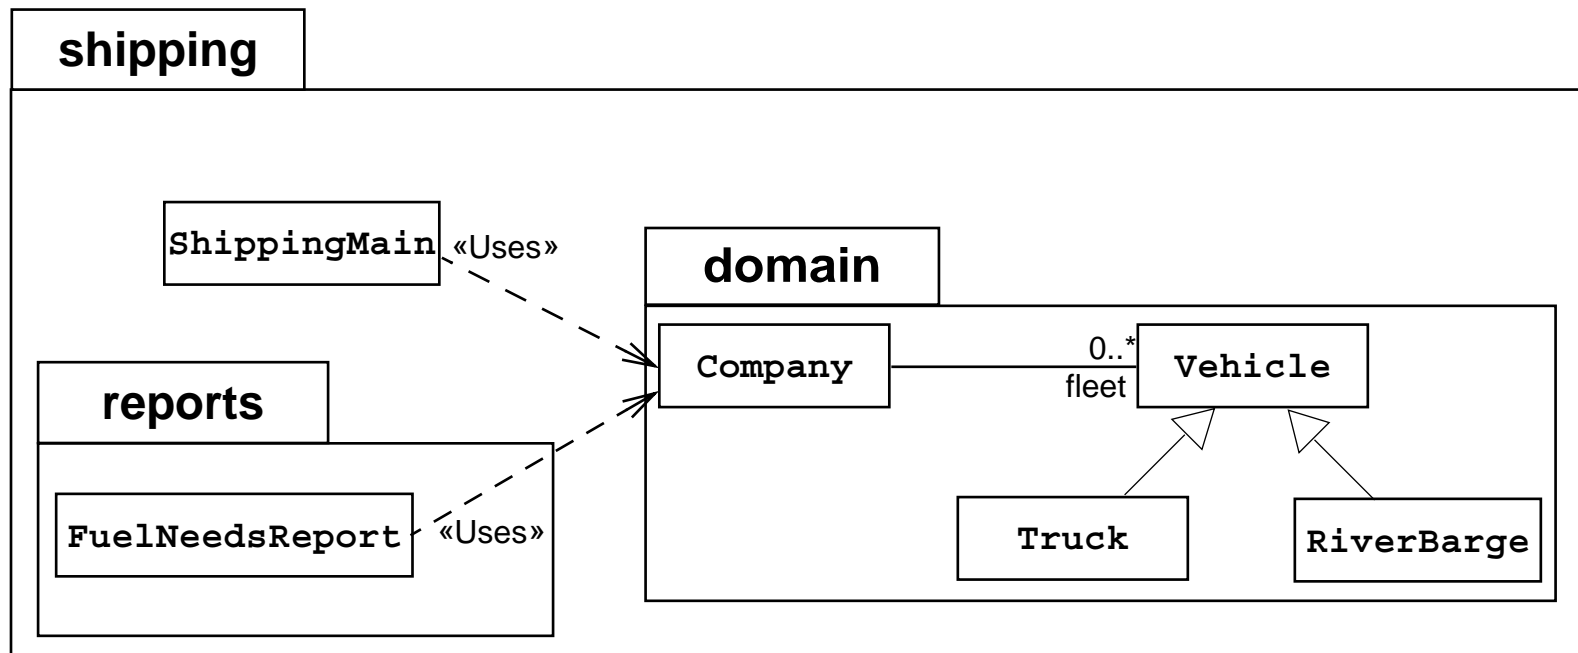 shipping
ShippingMain
«Uses»
domain
Company
0..*
fleet
Vehicle
reports
FuelNeedsReport
«Uses»
Truck
RiverBarge